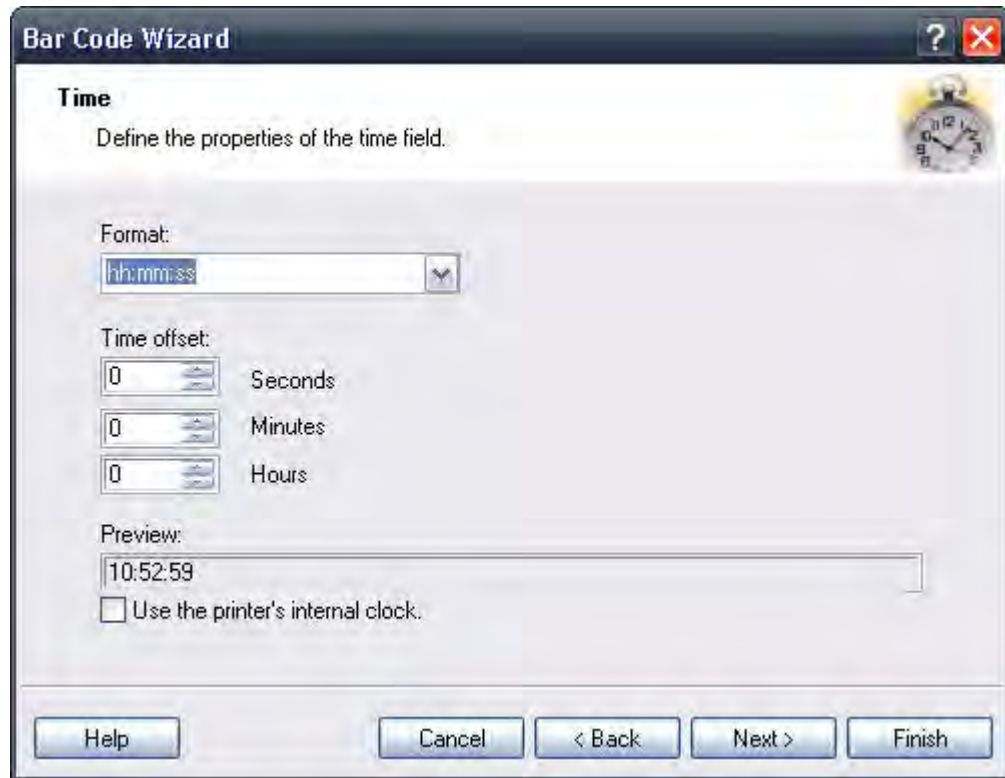 Bar Code Wizard
?
Time
Define the properties of the time field.
Format:
hh:mm:ss
Time offset:
0 Seconds
0 Minutes
0 Hours
Preview:
10:52:59
Use the printer's internal clock.
Help Cancel < Back Next > Finish